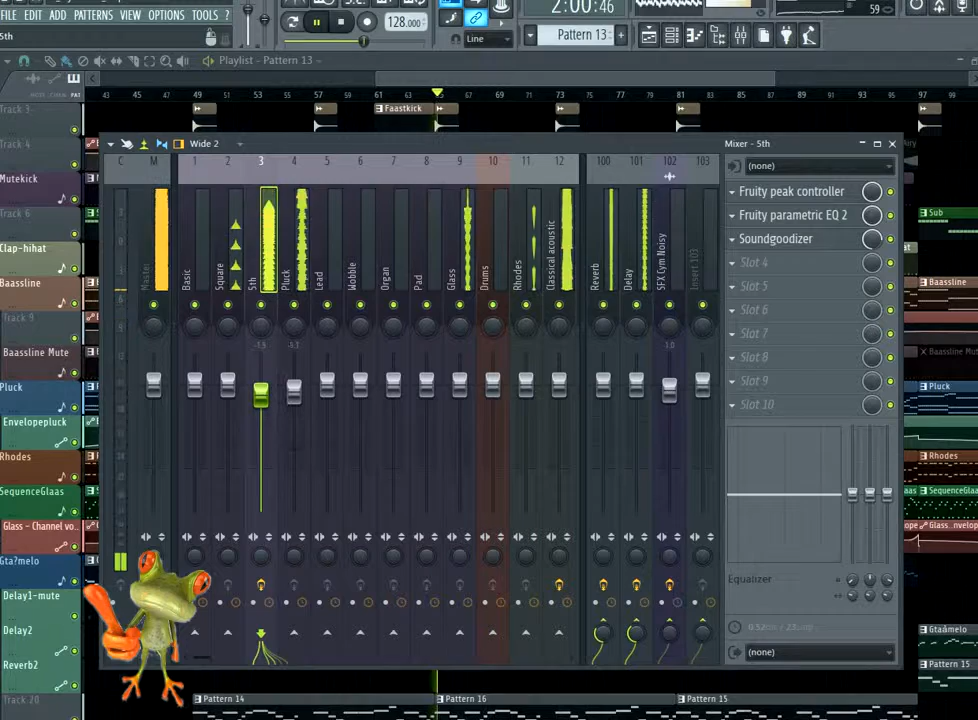 FILE EDIT ADD PATTERNS VIEW OPTIONS TOOLS ?
5th
128.000
2:00:46
59
Line
Pattern 13
Playlist - Pattern 13
43 45 47 49 51 53 55 57 59 61 63 67 69 71 73 75 77 79 81 83 85 87 89 91 93 95 97 99
Track 3
Faastkick
Track 4
Mutekick
Track 6
Sub
Clap-hihat
Baassline
Baassline
Track 9
Baassline Mute
Baassline Mute
Pluck
Pluck
Envelopepluck
Rhodes
Rhodes
SequenceGlaas
SequenceGlaas
Glass - Channel vo..
Gta?melo
Delay1-mute
Delay2
Gtaåmelo
Reverb2
Pattern 15
Track 20
Pattern 14
Pattern 16
Pattern 15
Wide 2
Mixer - 5th
C M 1 2 3 4 5 6 7 8 9 10 11 12 100 101 102 103
Master
Basic
Square
5th
Pluck
Lead
Wobble
Organ
Pad
Glass
Drums
Rhodes
Classical acoustic
Reverb
Delay
SFX Cym Noisy
Insert 103
(none)
Fruity peak controller
Fruity parametric EQ 2
Soundgoodizer
Slot 4
Slot 5
Slot 6
Slot 7
Slot 8
Slot 9
Slot 10
Equalizer
(none)